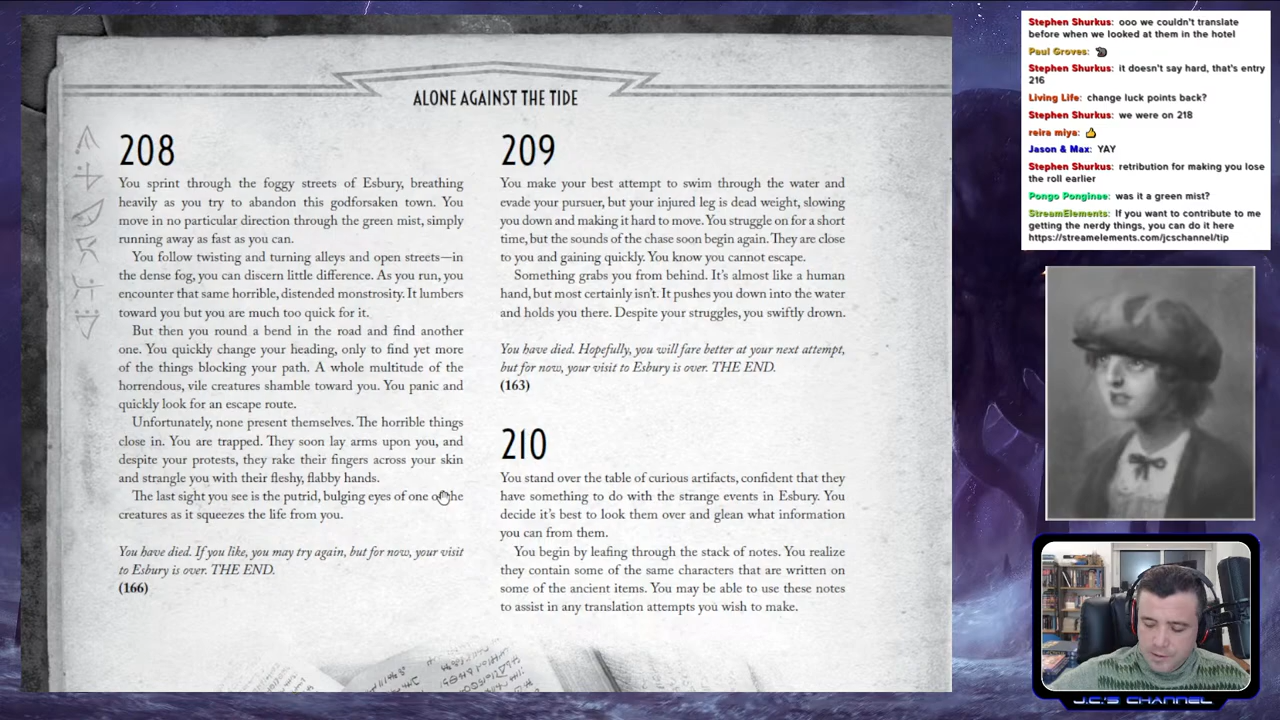 ALONE AGAINST THE TIDE
208
You sprint through the foggy streets of Esbury, breathing
heavily as you try to abandon this horror. You
move in no particular direction through the green mist, simply
running away as fast as you can.
You follow twisting and turning alleys and open streets—in
the dense fog, you can discern little difference. As you run, you
encounter that same horrible, distended monstrosity. It lumbers
toward you but you are much too quick for it.
But then you round a bend in the road and find another
one. You quickly change your heading, only to find yet more
of the things blocking your path. A whole multitude of the
horrendous, vile creatures shamble toward you. You panic and
quickly look for an escape route.
Unfortunately, none present themselves. The horrible things
close in. You are trapped. They soon lay arms upon you, and
despite your protests, they rake their fingers across your skin
and strangle you with their fleshy, flabby hands.
The last sight you see is the putrid, bulging eyes of one of the
creatures as it squeezes the life from you.
You have died. If you like, you may try again, but for now, your visit
to Esbury is over. THE END.
(166)
209
You make your best attempt to swim through the water and
evade your pursuer, but your injured leg is dead weight, slowing
you down and making it hard to move. You struggle on for a short
time, but the sounds of the chase soon begin again. They are close
to you and gaining quickly. You know you cannot escape.
Something grabs you from behind. It's almost like a human
hand, but most certainly isn't. It pushes you down into the water
and holds you there. Despite your struggles, you swiftly drown.
You have died. Hopefully, you will fare better at your next attempt,
but for now, your visit to Esbury is over. THE END.
(163)
210
You stand over the table of curious artifacts, confident that they
have something to do with the strange events in Esbury. You
decide it's best to look them over and glean what information
you can from them.
You begin by leafing through the stack of notes. You realize
they contain some of the same characters that are written on
some of the ancient items. You may be able to use these notes
to assist in any translation attempts you wish to make.
Stephen Shurkus: ooo we couldn't translate
before when we looked at them in the hotel
Paul Groves:
Stephen Shurkus: it doesn't say hard, that's entry
216
Living Life: change luck points back?
Stephen Shurkus: we were on 218
reira miya: 👍
Jason & Max: YAY
Stephen Shurkus: retribution for making you lose
the roll earlier
Pongo Ponginae: was it a green mist?
StreamElements: If you want to contribute to me
getting the nerdy things, you can do it here
https://streamelements.com/jcschannel/tip
J.C.'S CHANNEL